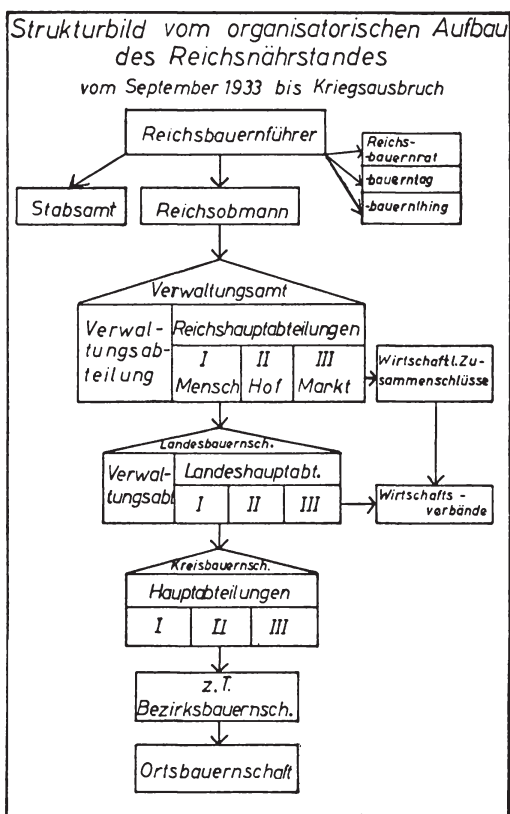 Strukturbild vom organisatorischen Aufbau
des Reichsnährstandes
vom September 1933 bis Kriegsausbruch
Reichsbauernführer
Reichs-
-bauernrat
-bauerntag
-bauernthing
Stabsamt
Reichsobmann
Verwaltungsamt
Verwal-
tungsab-
teilung
Reichshauptabteilungen
I
Mensch
II
Hof
III
Markt
Wirtschaftl. Zu-
sammenschlüsse
Landesbauernsch.
Verwal-
tungsabt
Landeshauptabt.
I II III
Wirtschafts-
verbände
Kreisbauernsch.
Hauptabteilungen
I II III
z.T.
Bezirksbauernsch.
Ortsbauernschaft